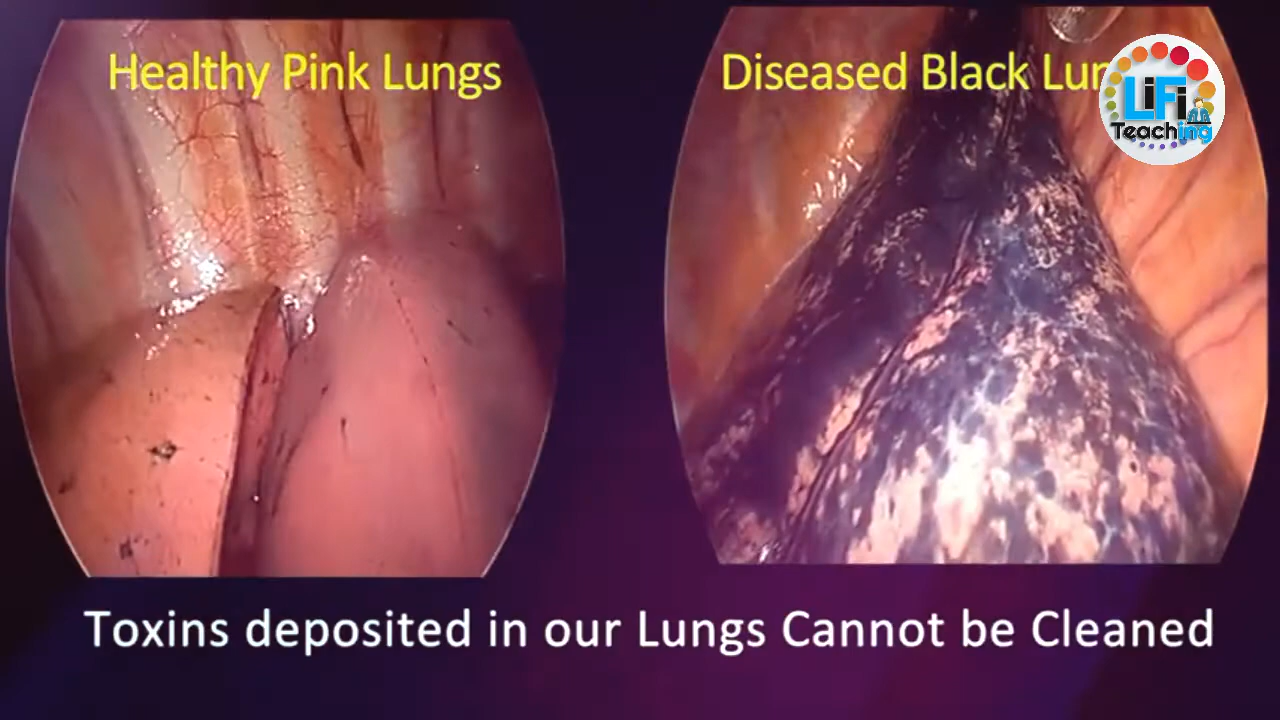 Healthy Pink Lungs
Diseased Black
LiFi
Teaching
Toxins deposited in our Lungs Cannot be Cleaned